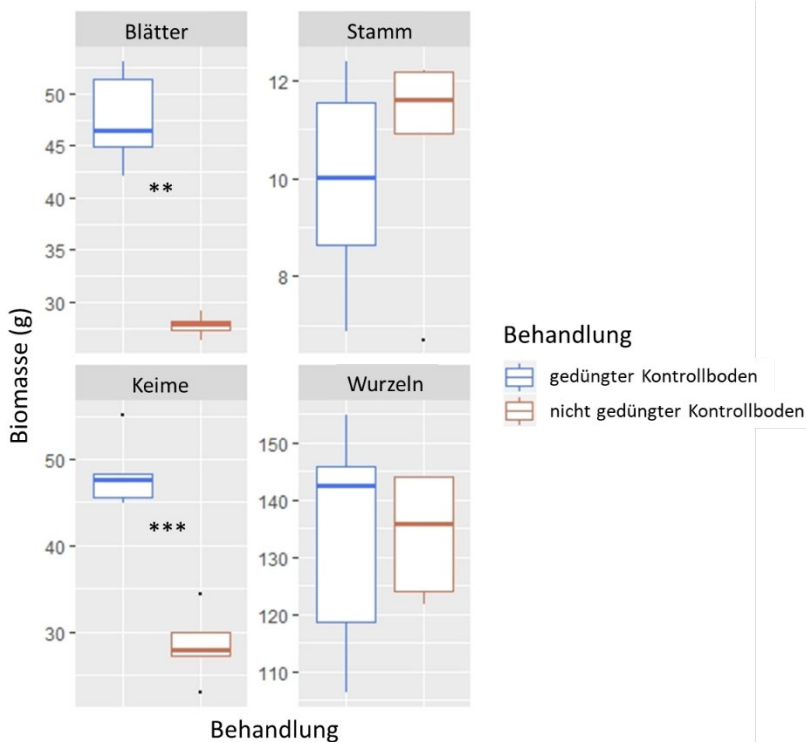 Blätter
Stamm
50
45
40
35
30
**
12
10
8
Biomasse (g)
Keime
Wurzeln
50
40
30
***
150
140
130
120
110
Behandlung
Behandlung
gedüngter Kontrollboden
nicht gedüngter Kontrollboden